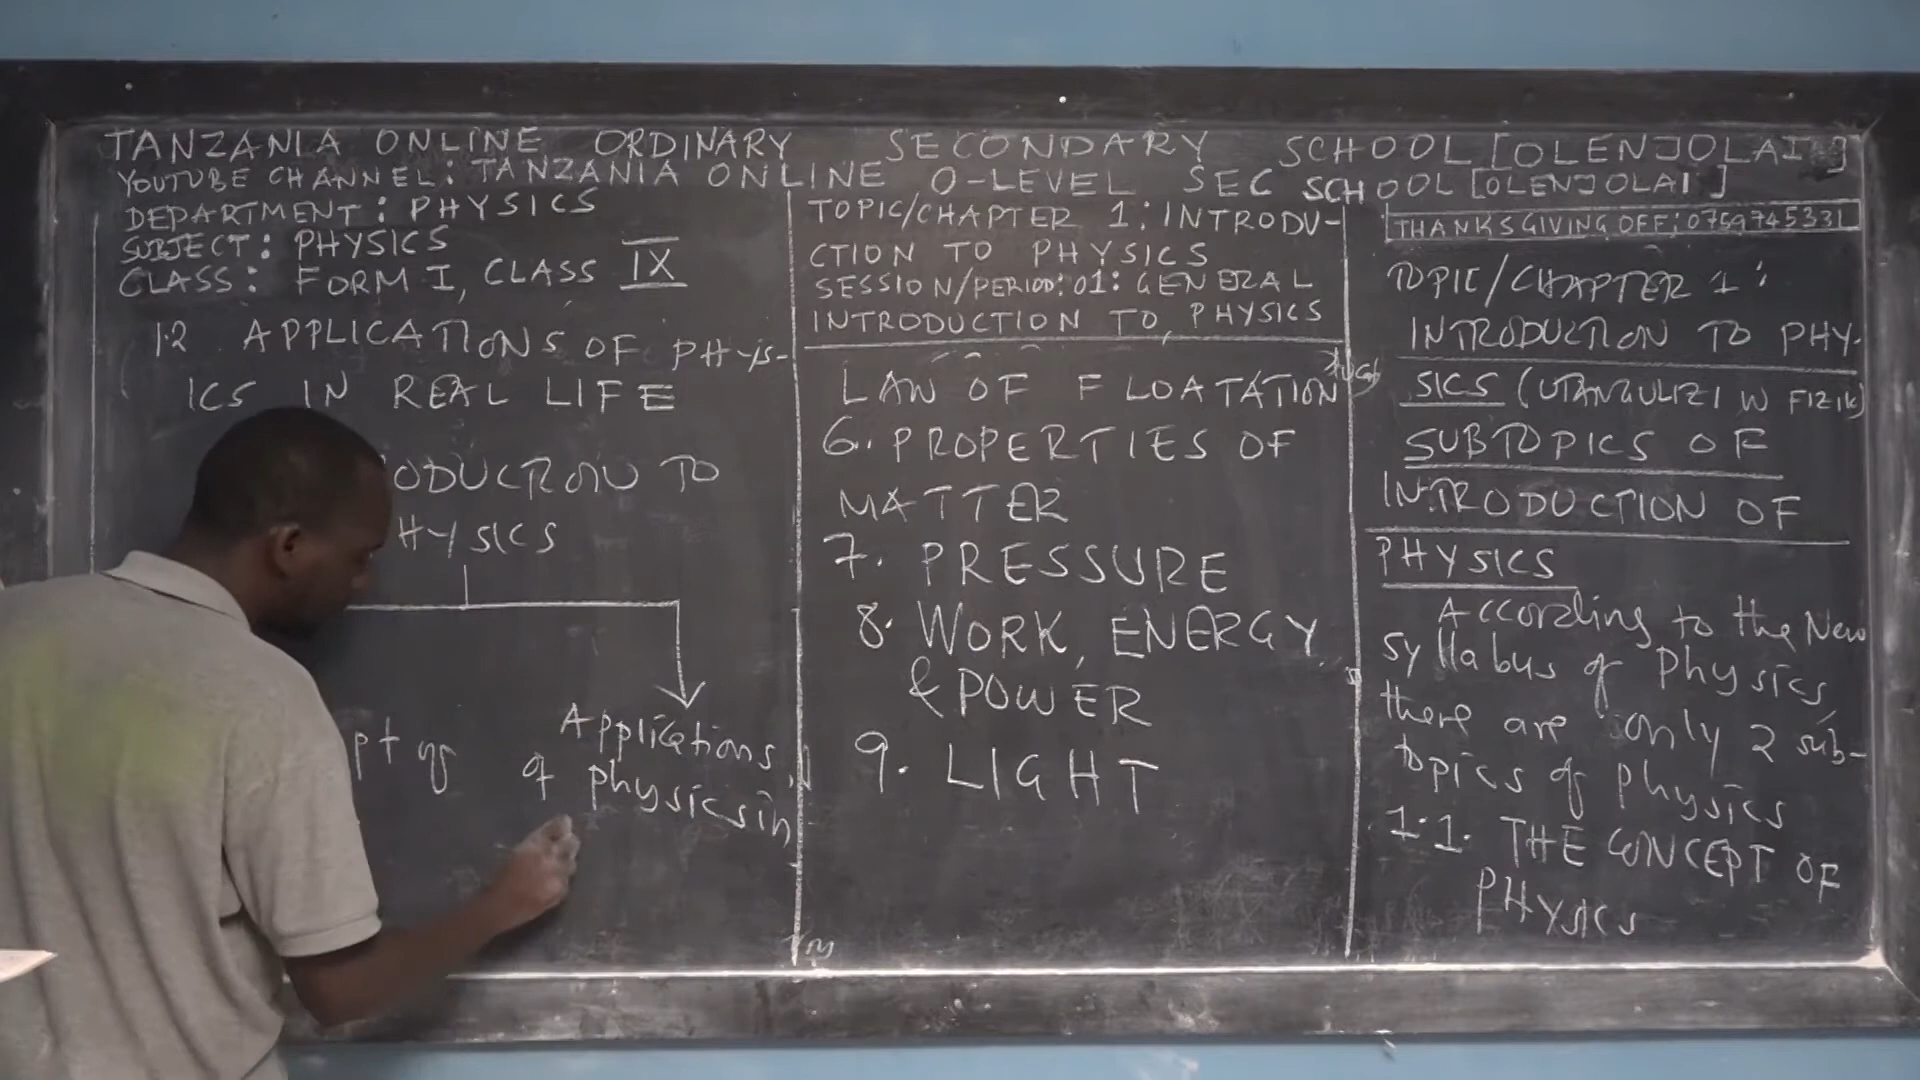 TANZANIA ONLINE ORDINARY SECONDARY SCHOOL [OLENJOLAI]
YOUTUBE CHANNEL: TANZANIA ONLINE O-LEVEL SEC SCHOOL [OLENJOLAI]
DEPARTMENT: PHYSICS
SUBJECT: PHYSICS
CLASS: FORM I, CLASS IX
1.2 APPLICATIONS OF PHYS-
ICS IN REAL LIFE
ODUCTION TO
HYSICS
pt of
Applications
of physics in
TOPIC/CHAPTER 1: INTRODU-
CTION TO PHYSICS
SESSION/PERIOD: 01: GENERAL
INTRODUCTION TO PHYSICS
LAW OF FLOATATION
6. PROPERTIES OF
MATTER
7. PRESSURE
8. WORK, ENERGY
& POWER
9. LIGHT
THANKSGIVING OFF: 0759745331
TOPIC/CHAPTER 1:
INTRODUCTION TO PHY-
SICS (UTANGULIZI W FIZIK)
SUBTOPICS OF
INTRODUCTION OF
PHYSICS
According to the New
syllabus of Physics,
there are only 2 sub-
topics of physics
1.1. THE CONCEPT OF
PHYSICS